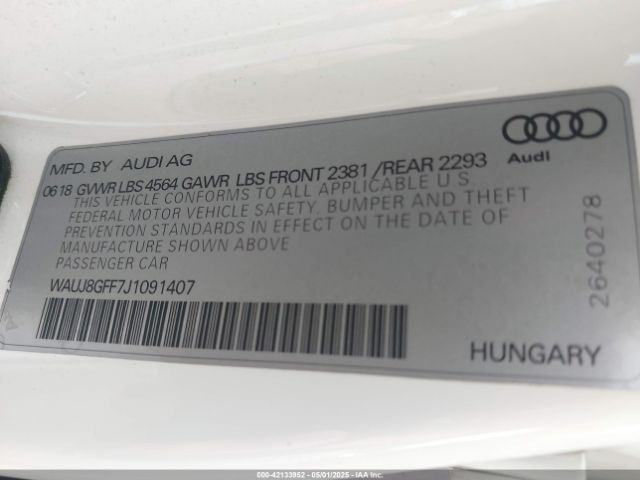 MFD. BY AUDI AG
Audi
0618 GVWR LBS 4564 GAWR LBS FRONT 2381 /REAR 2293
THIS VEHICLE CONFORMS TO ALL APPLICABLE U.S
FEDERAL MOTOR VEHICLE SAFETY, BUMPER AND THEFT
PREVENTION STANDARDS IN EFFECT ON THE DATE OF
MANUFACTURE SHOWN ABOVE
PASSENGER CAR
WAUJ8GFF7J1091407
2640278
HUNGARY
000-42133952 - 05/01/2025 - IAA, Inc.